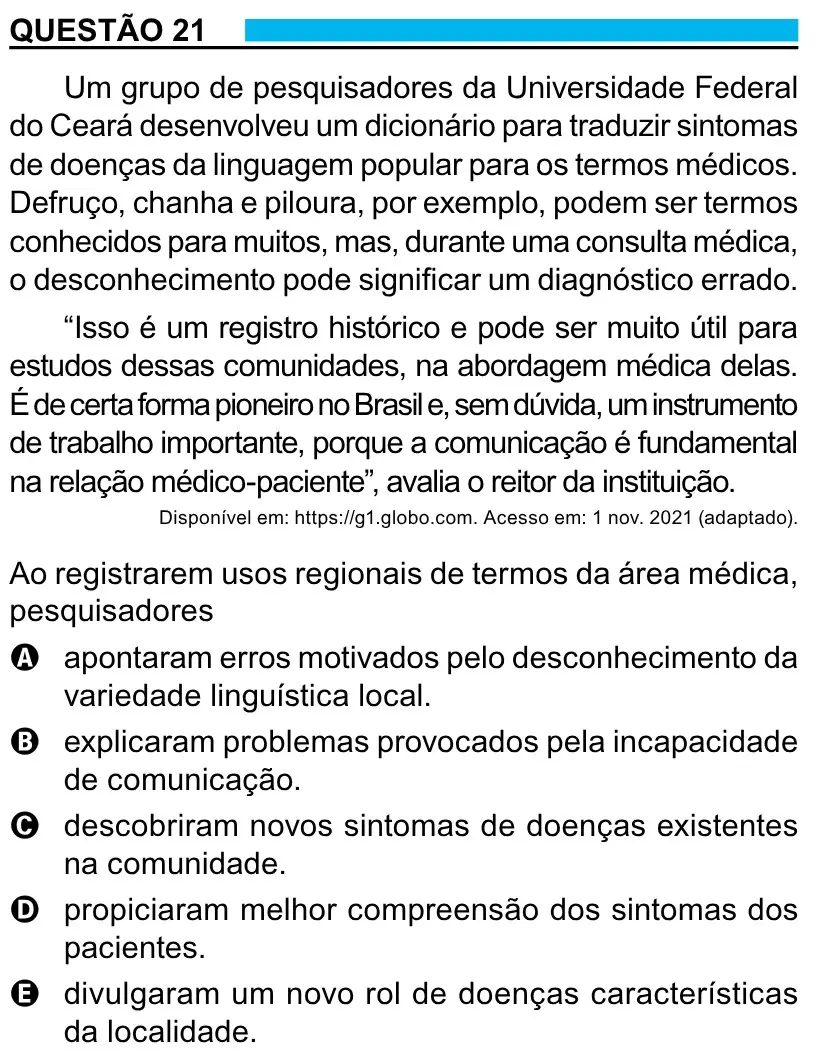 QUESTÃO 21
Um grupo de pesquisadores da Universidade Federal
do Ceará desenvolveu um dicionário para traduzir sintomas
de doenças da linguagem popular para os termos médicos.
Defruço, chanha e piloura, por exemplo, podem ser termos
conhecidos para muitos, mas, durante uma consulta médica,
o desconhecimento pode significar um diagnóstico errado.
“Isso é um registro histórico e pode ser muito útil para
estudos dessas comunidades, na abordagem médica delas.
É de certa forma pioneiro no Brasil e, sem dúvida, um instrumento
de trabalho importante, porque a comunicação é fundamental
na relação médico-paciente”, avalia o reitor da instituição.
Disponível em: https://g1.globo.com. Acesso em: 1 nov. 2021 (adaptado).
Ao registrarem usos regionais de termos da área médica,
pesquisadores
A apontaram erros motivados pelo desconhecimento da
variedade linguística local.
B explicaram problemas provocados pela incapacidade
de comunicação.
C descobriram novos sintomas de doenças existentes
na comunidade.
D propiciaram melhor compreensão dos sintomas dos
pacientes.
E divulgaram um novo rol de doenças características
da localidade.